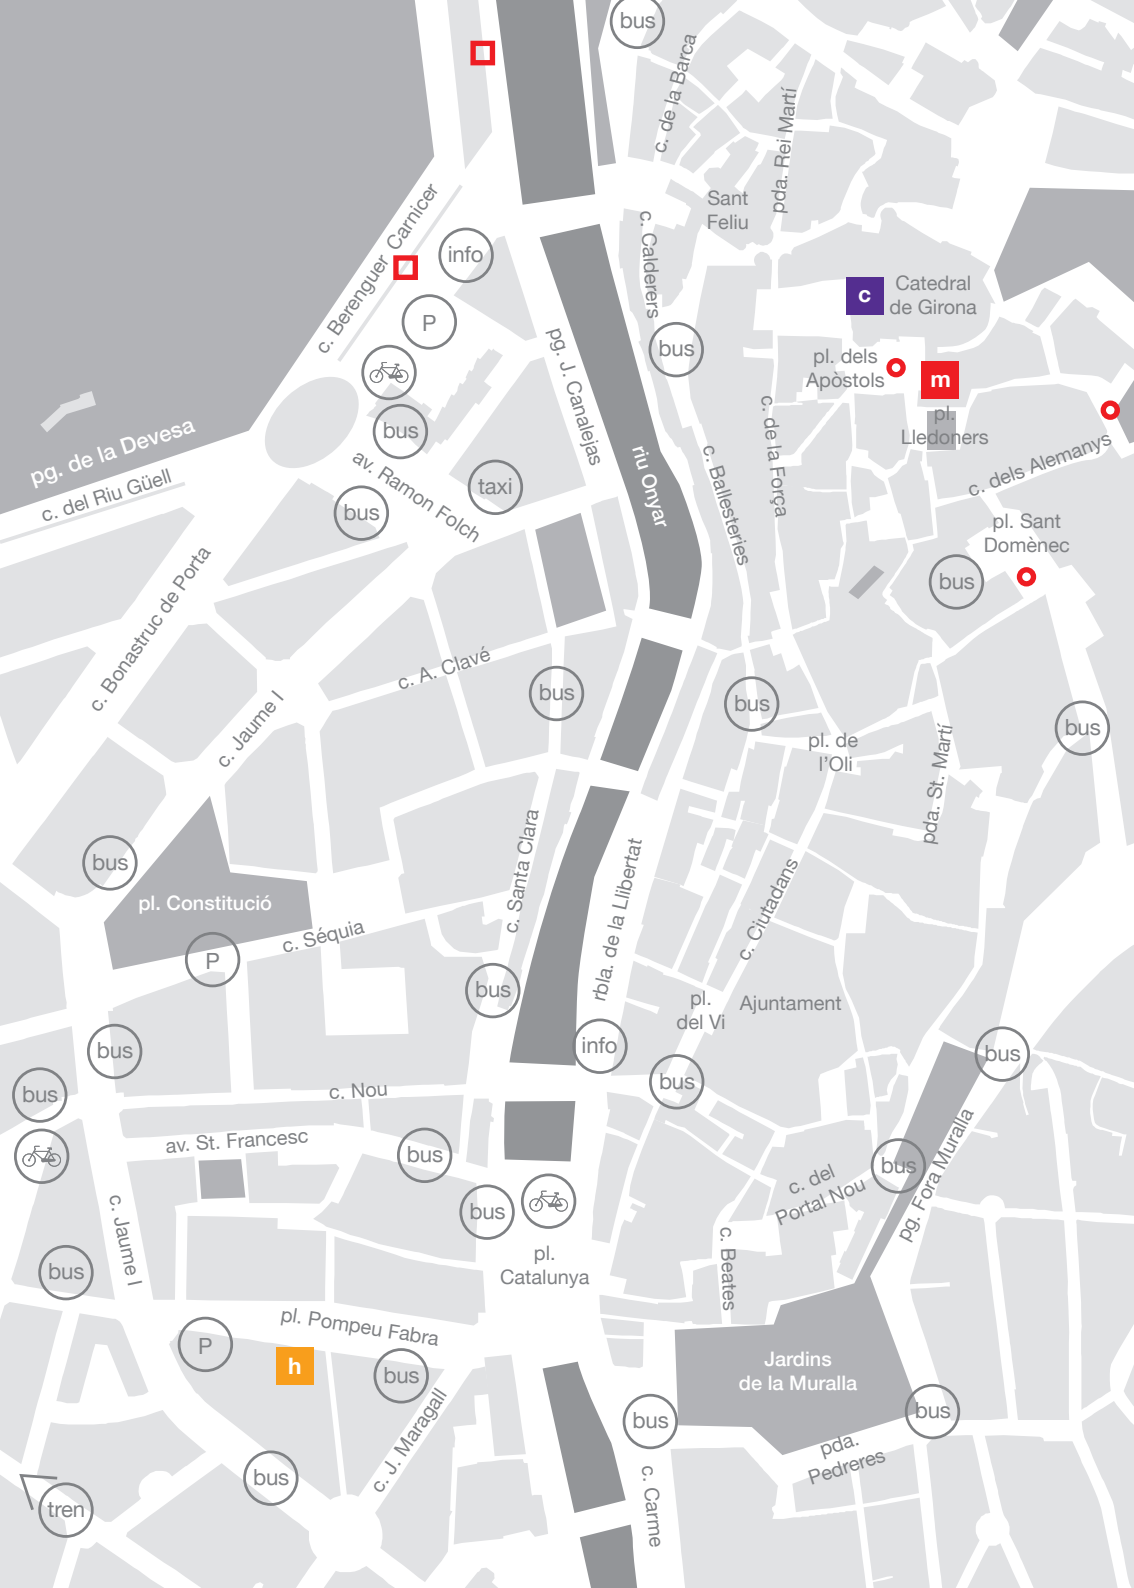 bus
c. de la Barca
pda. Rei Martí
Sant
Feliu
c. Berenguer Carnicer
info
c. Calderers
Catedral
de Girona
c
P
pg. J. Canalejas
bus
pl. dels
Apòstols
m
pl.
Lledoners
c. de la Força
bus
pg. de la Devesa
c. del Riu Güell
av. Ramon Folch
taxi
bus
riu Onyar
c. Ballesteries
c. dels Alemanys
pl. Sant
Domènec
bus
c. Bonastruc de Porta
c. A. Clavé
bus
bus
bus
c. Jaume I
pl. de
l'Oli
pda. St. Martí
bus
c. Santa Clara
rbla. de la Llibertat
c. Ciutadans
pl. Constitució
c. Séquia
P
bus
pl.
del Vi
Ajuntament
info
bus
bus
bus
bus
c. Nou
av. St. Francesc
bus
bus
c. del
Portal Nou
pg. Fora Muralla
bus
c. Jaume I
c. Beates
pl.
Catalunya
bus
pl. Pompeu Fabra
P
h
bus
Jardins
de la Muralla
bus
bus
c. J. Maragall
pda.
Pedreres
bus
c. Carme
tren